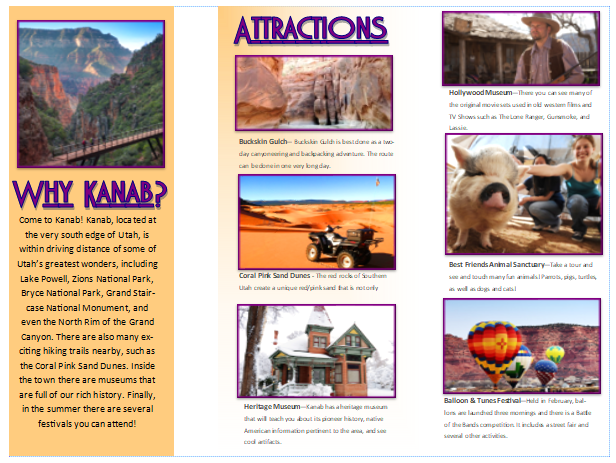 WHY KANAB?
Come to Kanab! Kanab, located at
the very south edge of Utah, is
within driving distance of some of
Utah's greatest wonders, including
Lake Powell, Zions National Park,
Bryce National Park, Grand Stair-
case National Monument, and
even the North Rim of the Grand
Canyon. There are also many ex-
citing hiking trails nearby, such as
the Coral Pink Sand Dunes. Inside
the town there are museums that
are full of our rich history. Finally,
in the summer there are several
festivals you can attend!
ATTRACTIONS
Buckskin Gulch— Buckskin Gulch is best done as a two-
day canyoneering and backpacking adventure. The route
can be done in one very long day.
Coral Pink Sand Dunes - The red rocks of Southern
Utah create a unique red/pink sand that is not only
Heritage Museum—Kanab has a heritage museum
that will teach you about its pioneer history, native
American information pertinent to the area, and see
cool artifacts.
Hollywood Museum—There you can see many of
the original movie sets used in old western films and
TV Shows such as The Lone Ranger, Gunsmoke, and
Lassie.
Best Friends Animal Sanctuary—Take a tour and
see and touch many fun animals! Parrots, pigs, turtles,
as well as dogs and cats!
Balloon & Tunes Festival—Held in February, bal-
lons are launched three mornings and there is a Battle
of the Bands competition. It includes a street fair and
several other activities.